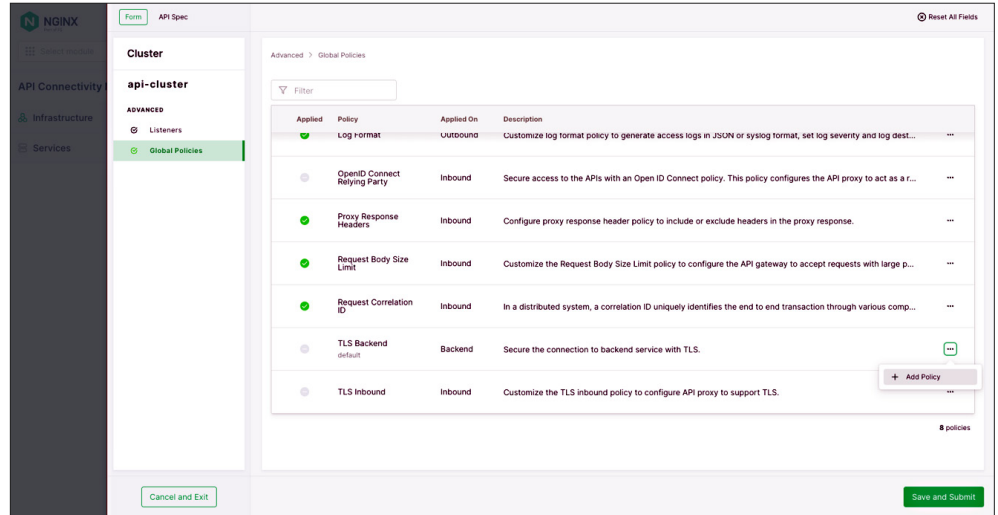 NGINX
Form
API Spec
Reset All Fields
Select module
Cluster
Advanced > Global Policies
API Connectivity
api-cluster
Filter
ADVANCED
Infrastructure
Applied Policy Applied On Description
Listeners
Log Format Outbound Customize log format policy to generate access logs in JSON or syslog format, set log severity and log dest...
Services
Global Policies
OpenID Connect
Relying Party
Inbound Secure access to the APIs with an Open ID Connect policy. This policy configures the API proxy to act as a r...
Proxy Response
Headers
Inbound Configure proxy response header policy to include or exclude headers in the proxy response.
Request Body Size
Limit
Inbound Customize the Request Body Size Limit policy to configure the API gateway to accept requests with large p...
Request Correlation
ID
Inbound In a distributed system, a correlation ID uniquely identifies the end to end transaction through various comp...
TLS Backend
default
Backend Secure the connection to backend service with TLS.
+ Add Policy
TLS Inbound Inbound Customize the TLS inbound policy to configure API proxy to support TLS.
8 policies
Cancel and Exit
Save and Submit